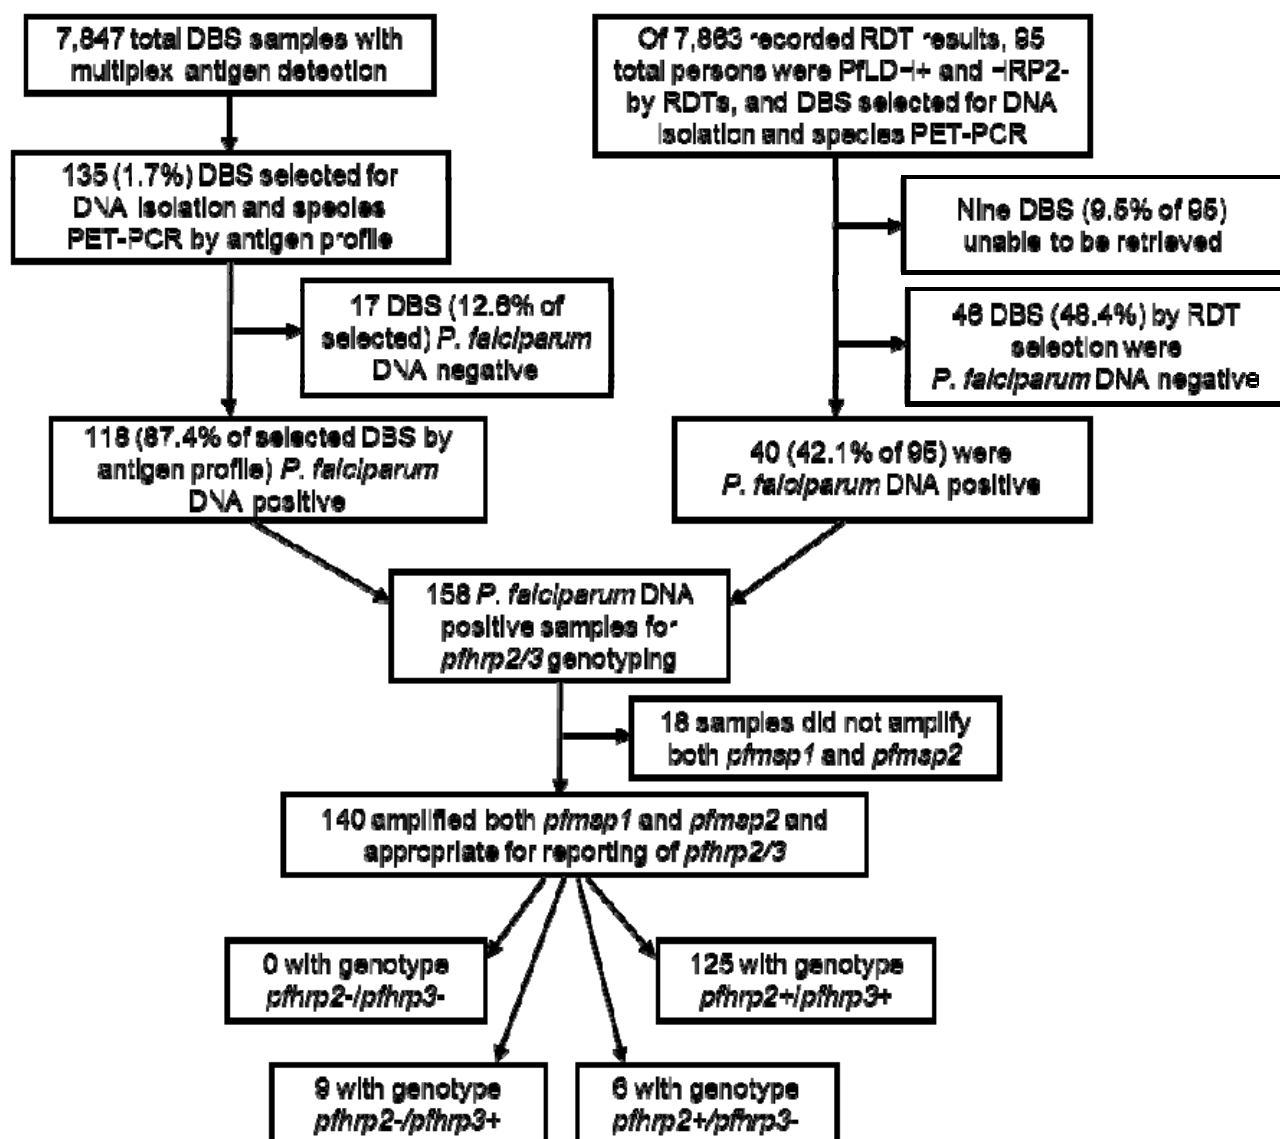 7,847 total DBS samples with
multiplex antigen detection
Of 7,863 recorded RDT results, 95
total persons were PfLDH+ and HRP2-
by RDTs, and DBS selected for DNA
isolation and species PET-PCR
135 (1.7%) DBS selected for
DNA isolation and species
PET-PCR by antigen profile
Nine DBS (9.5% of 95)
unable to be retrieved
17 DBS (12.6% of
selected) P. falciparum
DNA negative
46 DBS (48.4%) by RDT
selection were
P. falciparum DNA negative
118 (87.4% of selected DBS by
antigen profile) P. falciparum
DNA positive
40 (42.1% of 95) were
P. falciparum DNA positive
158 P. falciparum DNA
positive samples for
pfhrp2/3 genotyping
18 samples did not amplify
both pfmsp1 and pfmsp2
140 amplified both pfmsp1 and pfmsp2 and
appropriate for reporting of pfhrp2/3
0 with genotype
pfhrp2-/pfhrp3-
125 with genotype
pfhrp2+/pfhrp3+
9 with genotype
pfhrp2-/pfhrp3+
6 with genotype
pfhrp2+/pfhrp3-